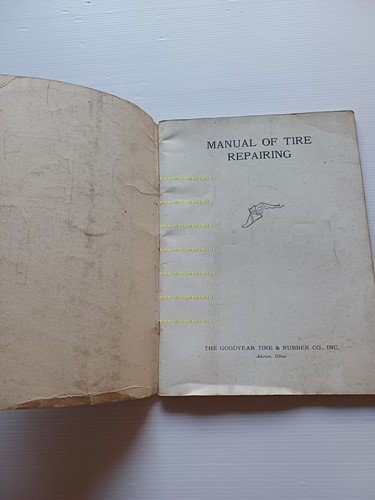 MANUAL OF TIRE
REPAIRING
THE GOODYEAR TIRE & RUBBER CO., INC.
Akron, Ohio